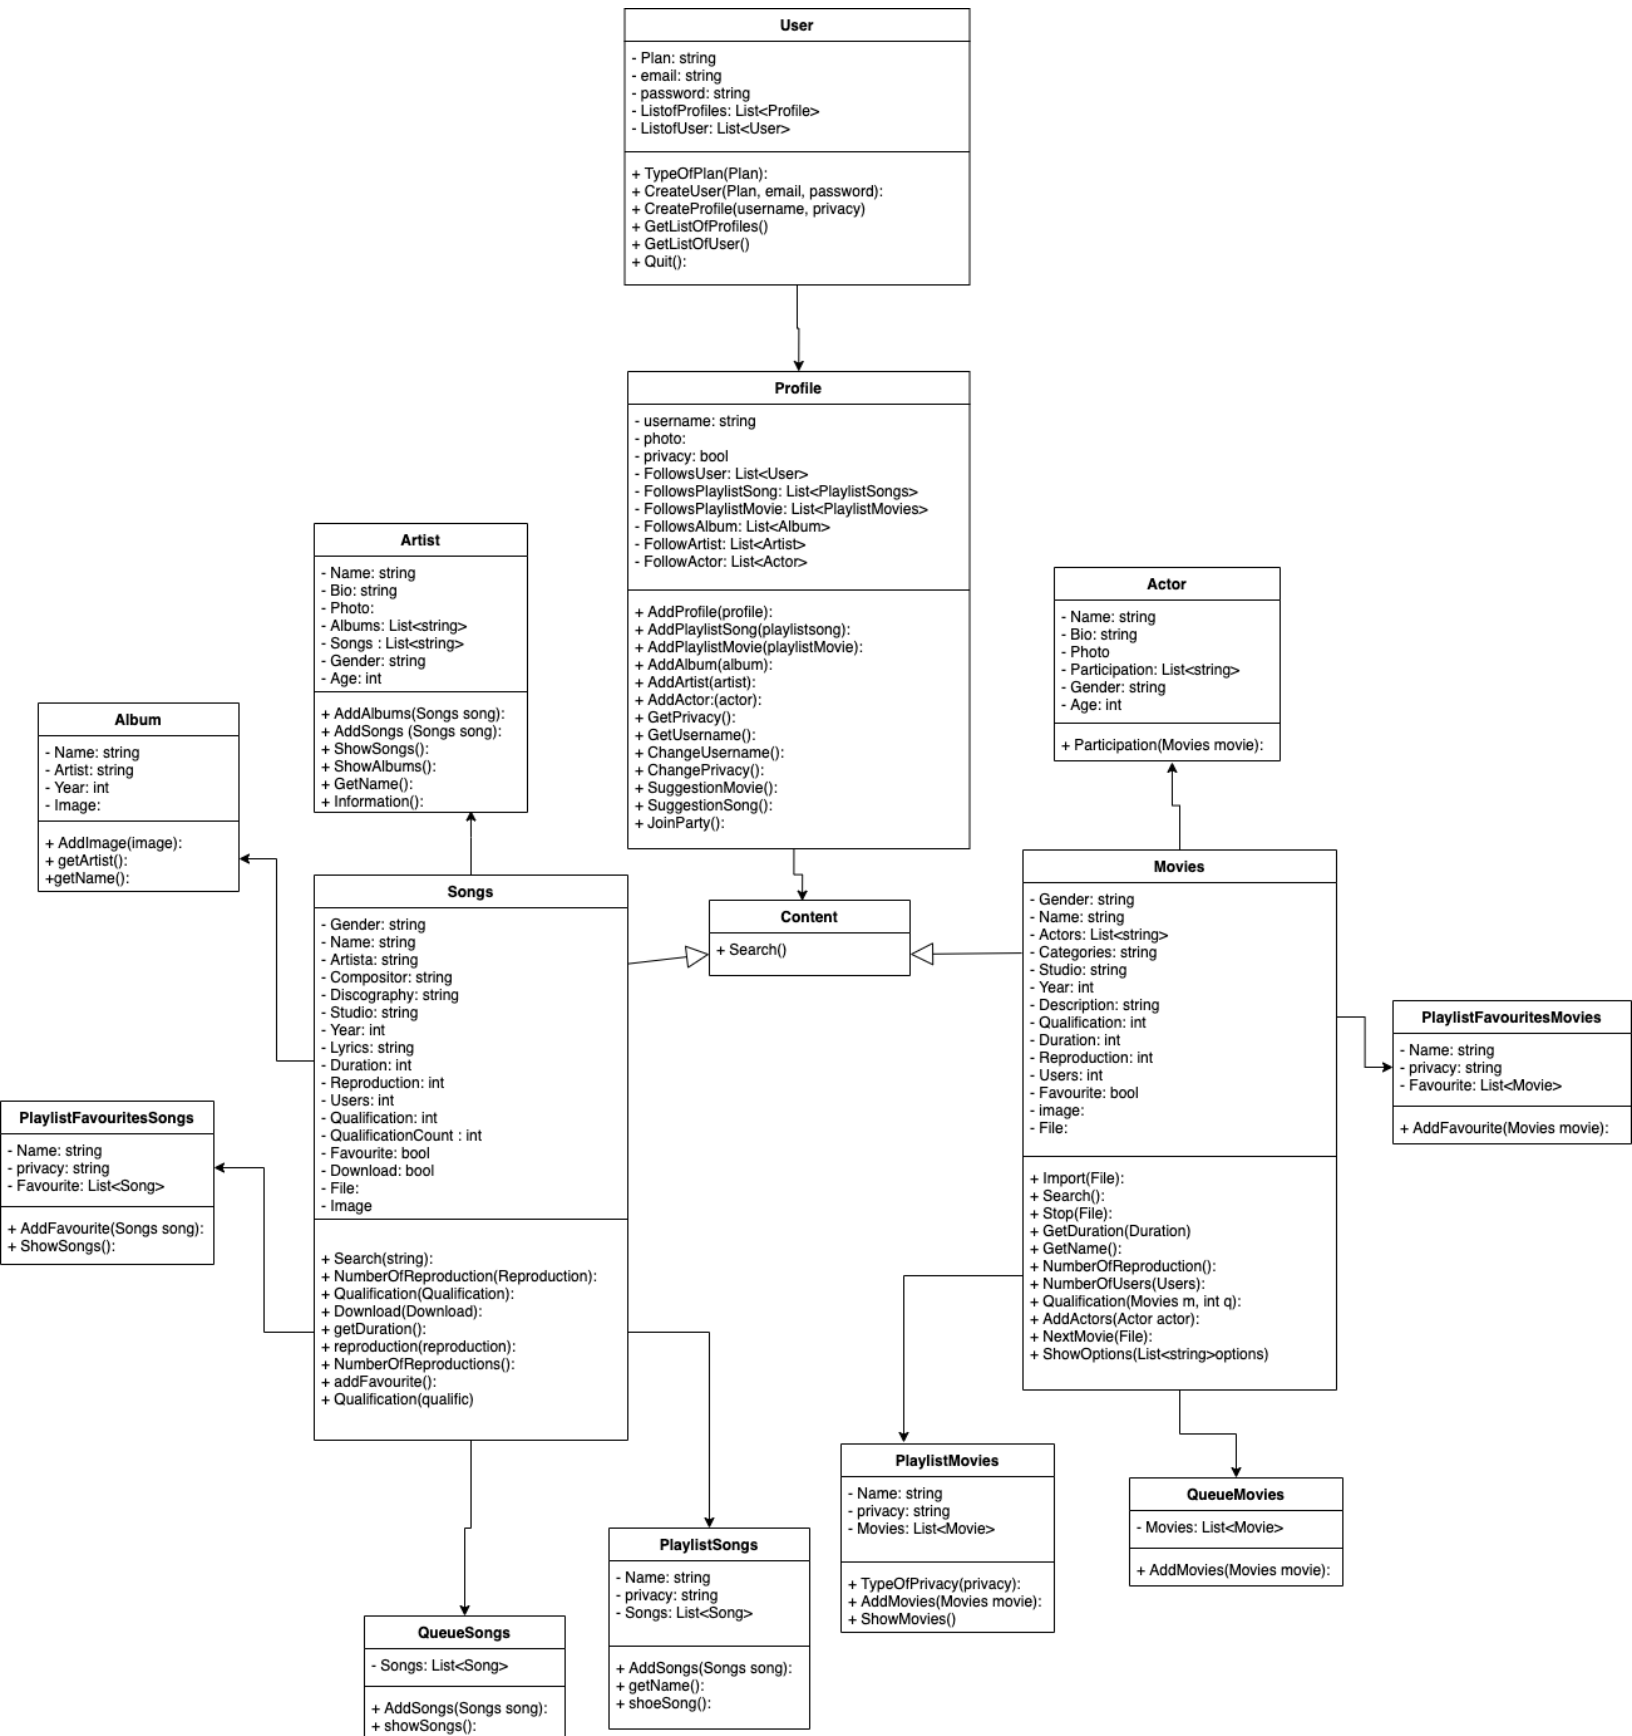 User
- Plan: string
- email: string
- password: string
- ListofProfiles: List<Profile>
- ListofUser: List<User>
+ TypeOfPlan(Plan):
+ CreateUser(Plan, email, password):
+ CreateProfile(username, privacy)
+ GetListOfProfiles()
+ GetListOfUser()
+ Quit():
Profile
- username: string
- photo:
- privacy: bool
- FollowsUser: List<User>
- FollowsPlaylistSong: List<PlaylistSongs>
- FollowsPlaylistMovie: List<PlaylistMovies>
- FollowsAlbum: List<Album>
- FollowArtist: List<Artist>
- FollowActor: List<Actor>
+ AddProfile(profile):
+ AddPlaylistSong(playlistsong):
+ AddPlaylistMovie(playlistMovie):
+ AddAlbum(album):
+ AddArtist(artist):
+ AddActor:(actor):
+ GetPrivacy():
+ GetUsername():
+ ChangeUsername():
+ ChangePrivacy():
+ SuggestionMovie():
+ SuggestionSong():
+ JoinParty():
Artist
- Name: string
- Bio: string
- Photo:
- Albums: List<string>
- Songs : List<string>
- Gender: string
- Age: int
+ AddAlbums(Songs song):
+ AddSongs (Songs song):
+ ShowSongs():
+ ShowAlbums():
+ GetName():
+ Information():
Actor
- Name: string
- Bio: string
- Photo
- Participation: List<string>
- Gender: string
- Age: int
+ Participation(Movies movie):
Album
- Name: string
- Artist: string
- Year: int
- Image:
+ AddImage(image):
+ getArtist():
+getName():
Songs
- Gender: string
- Name: string
- Artista: string
- Compositor: string
- Discography: string
- Studio: string
- Year: int
- Lyrics: string
- Duration: int
- Reproduction: int
- Users: int
- Qualification: int
- QualificationCount : int
- Favourite: bool
- Download: bool
- File:
- Image
+ Search(string):
+ NumberOfReproduction(Reproduction):
+ Qualification(Qualification):
+ Download(Download):
+ getDuration():
+ reproduction(reproduction):
+ NumberOfReproductions():
+ addFavourite():
+ Qualification(qualific)
Content
+ Search()
Movies
- Gender: string
- Name: string
- Actors: List<string>
- Categories: string
- Studio: string
- Year: int
- Description: string
- Qualification: int
- Duration: int
- Reproduction: int
- Users: int
- Favourite: bool
- image:
- File:
+ Import(File):
+ Search():
+ Stop(File):
+ GetDuration(Duration)
+ GetName():
+ NumberOfReproduction():
+ NumberOfUsers(Users):
+ Qualification(Movies m, int q):
+ AddActors(Actor actor):
+ NextMovie(File):
+ ShowOptions(List<string>options)
PlaylistFavouritesMovies
- Name: string
- privacy: string
- Favourite: List<Movie>
+ AddFavourite(Movies movie):
PlaylistFavouritesSongs
- Name: string
- privacy: string
- Favourite: List<Song>
+ AddFavourite(Songs song):
+ ShowSongs():
PlaylistMovies
- Name: string
- privacy: string
- Movies: List<Movie>
+ TypeOfPrivacy(privacy):
+ AddMovies(Movies movie):
+ ShowMovies()
QueueMovies
- Movies: List<Movie>
+ AddMovies(Movies movie):
PlaylistSongs
- Name: string
- privacy: string
- Songs: List<Song>
+ AddSongs(Songs song):
+ getName():
+ shoeSong():
QueueSongs
- Songs: List<Song>
+ AddSongs(Songs song):
+ showSongs():